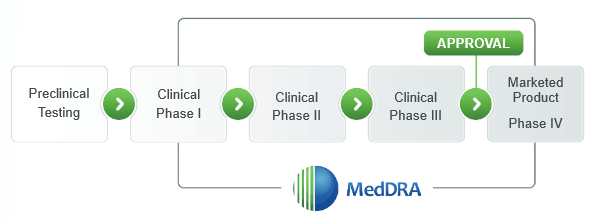 APPROVAL
Preclinical
Testing
Clinical
Phase I
Clinical
Phase II
Clinical
Phase III
Marketed
Product
Phase IV
MedDRA